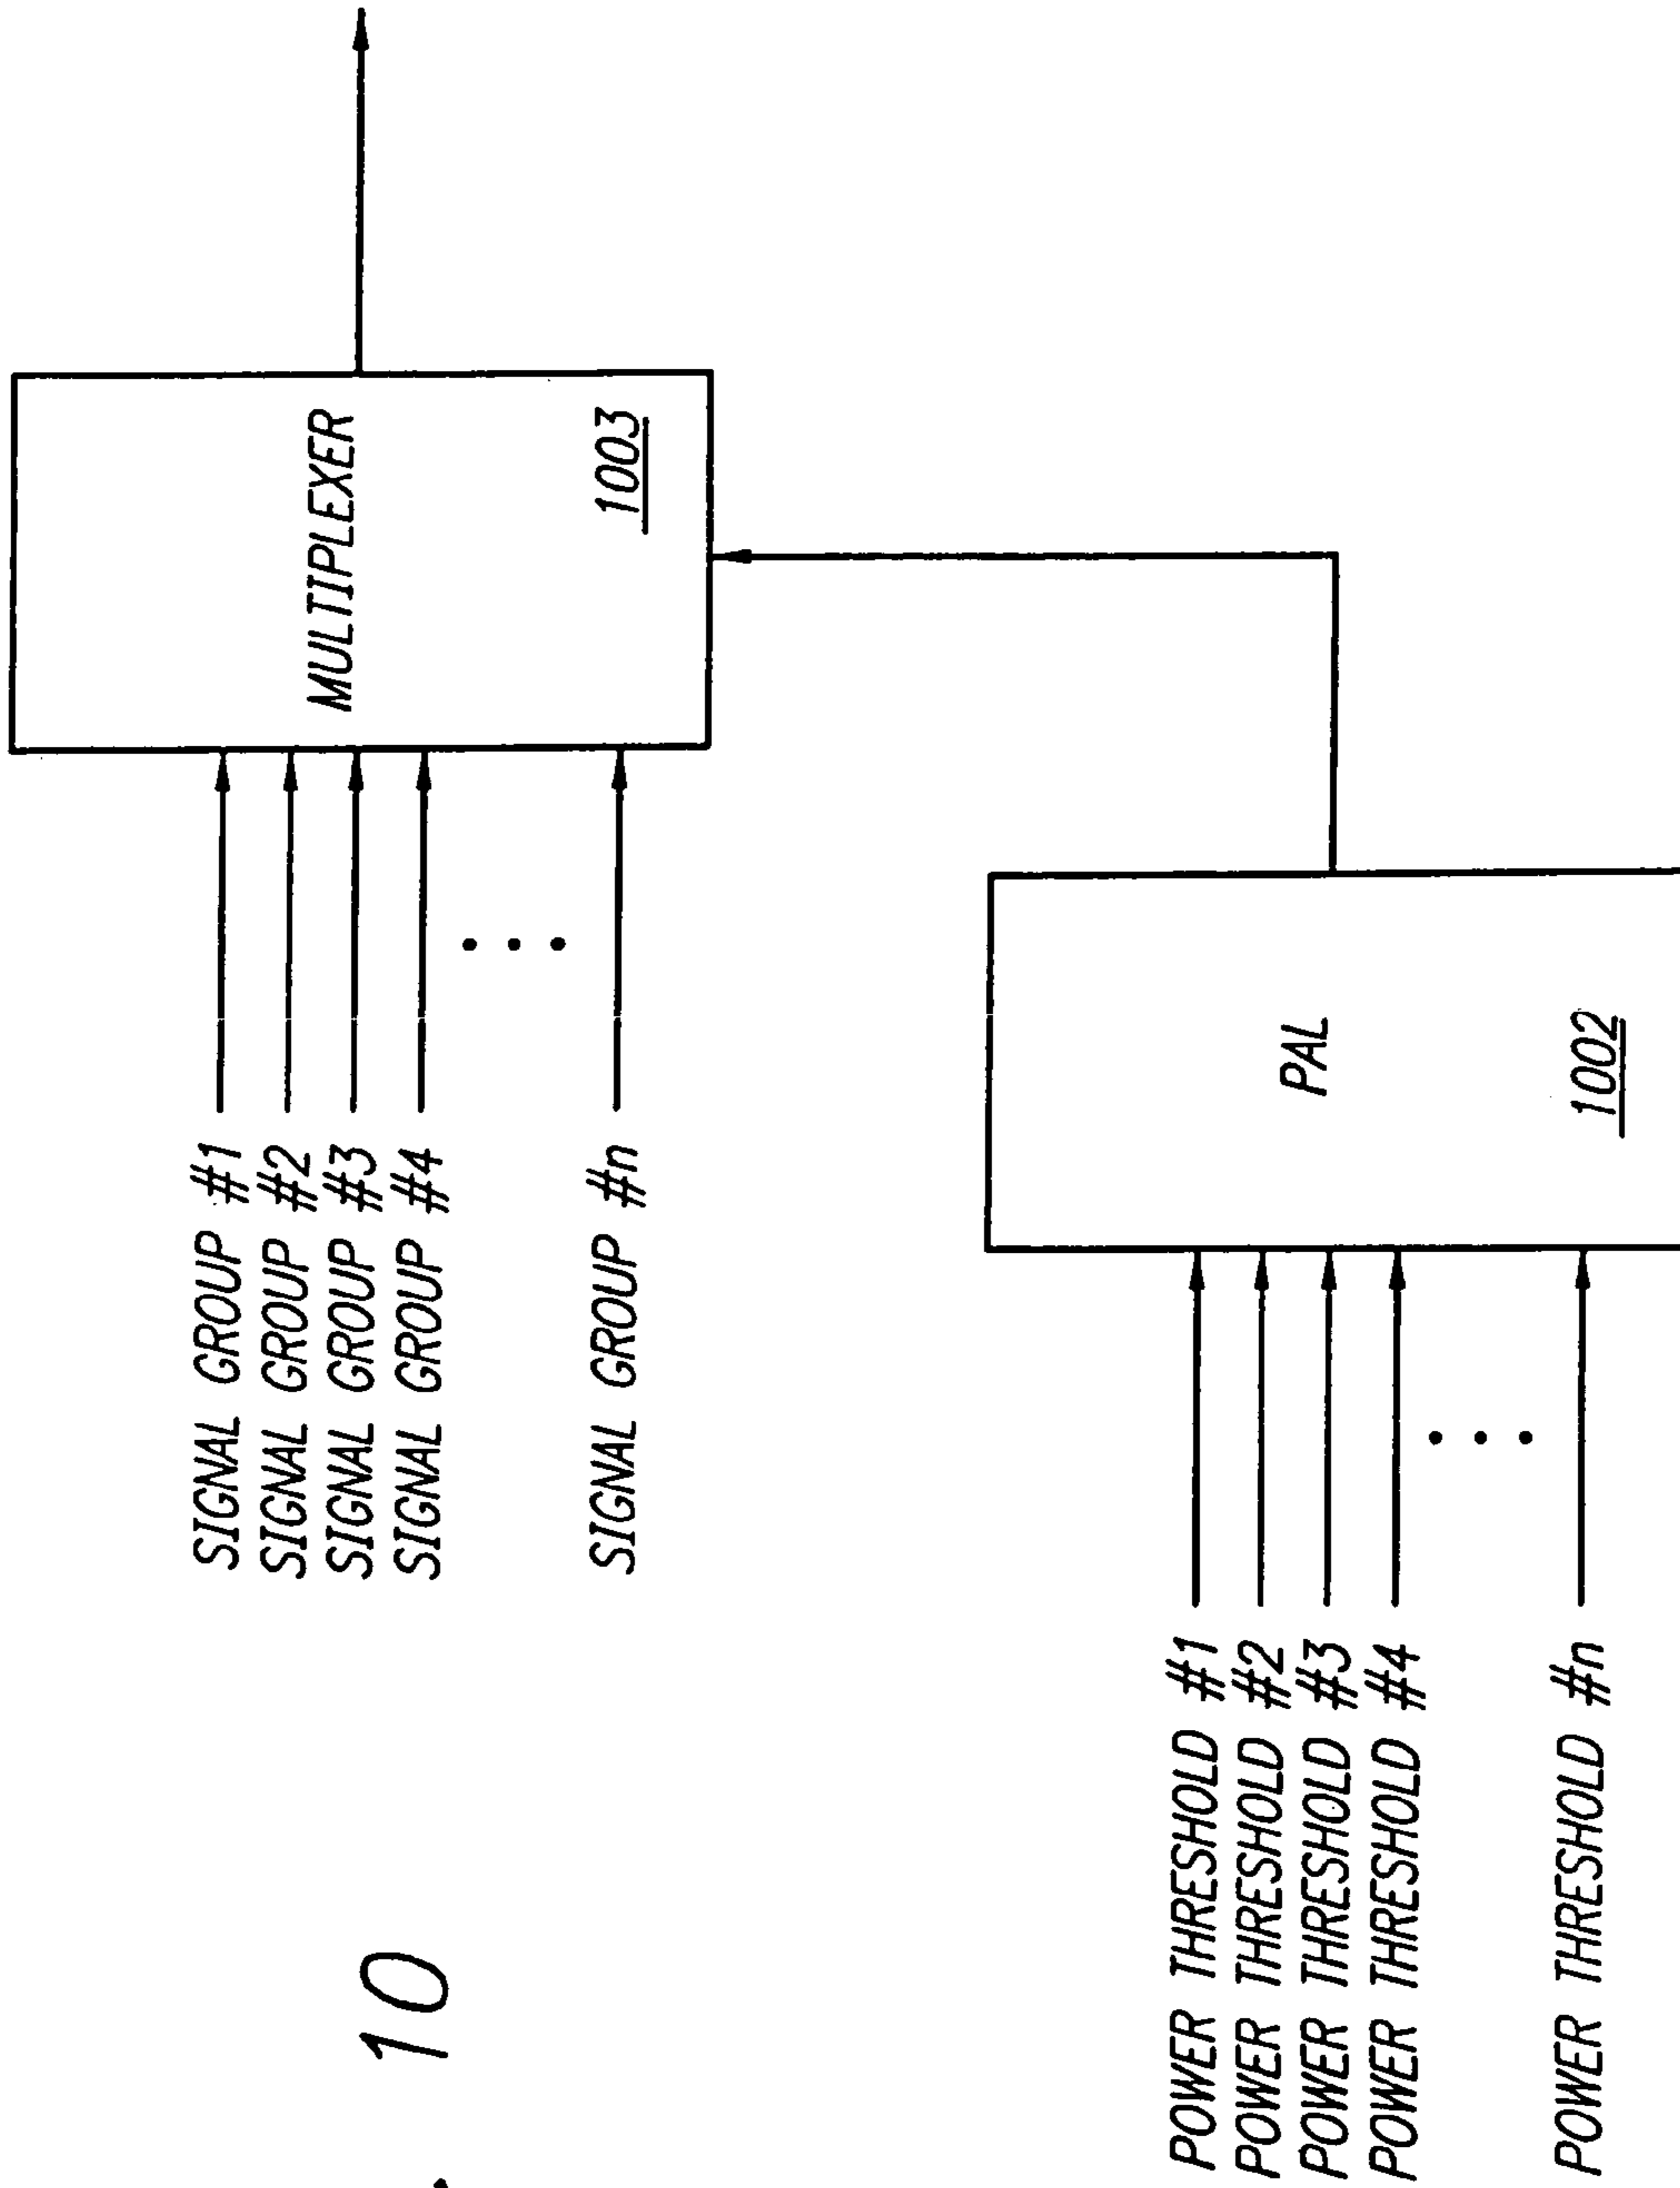 10
SIGNAL GROUP #1
SIGNAL GROUP #2
SIGNAL GROUP #3
SIGNAL GROUP #4
SIGNAL GROUP #n
MULTIPLEXER
1003
POWER THRESHOLD #1
POWER THRESHOLD #2
POWER THRESHOLD #3
POWER THRESHOLD #4
POWER THRESHOLD #n
PAL
1002